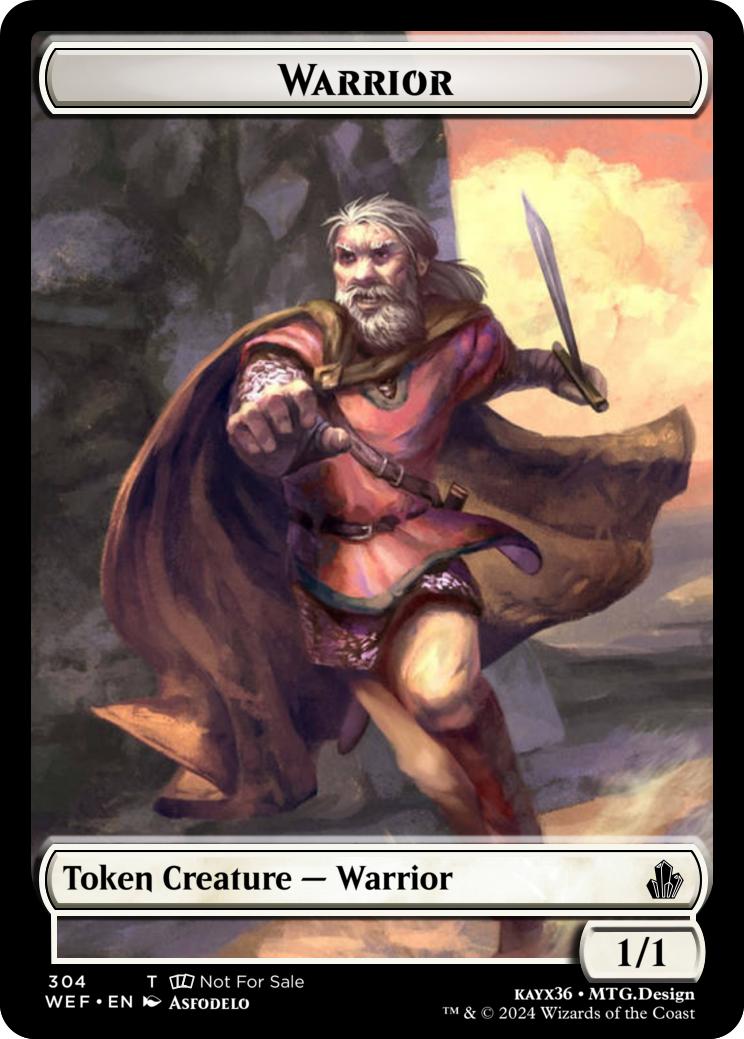 Warrior
Token Creature — Warrior
1/1
304 T Not For Sale
WEF • EN Asfodelo
kayx36 • MTG.Design
™ & © 2024 Wizards of the Coast